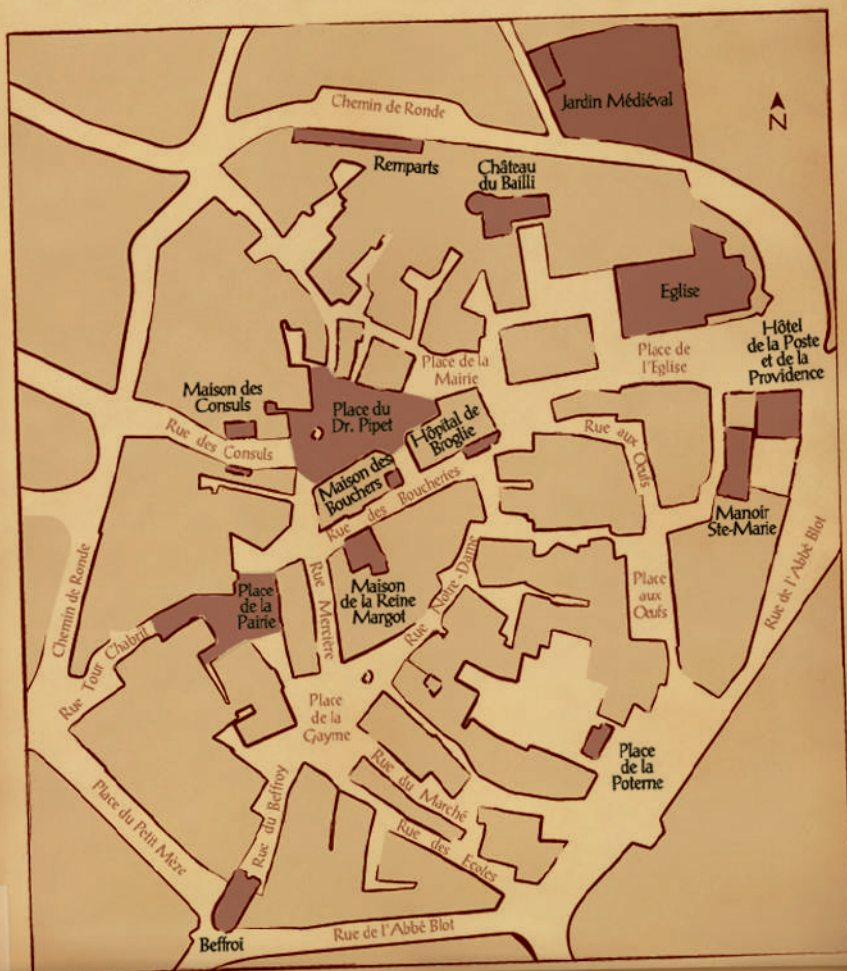 Chemin de Ronde
Jardin Médiéval
N
Remparts
Château
du Bailli
Eglise
Hôtel
de la Poste
et de la
Providence
Place de
l'Eglise
Place de la
Mairie
Maison des
Consuls
Place du
Dr. Pipet
Hôpital de
Broglie
Rue des Consuls
Rue aux Oeufs
Maison des
Bouchers
Rue des Boucheries
Manoir
Ste-Marie
Chemin de Ronde
Place
de la
Pairie
Rue Mercière
Maison
de la Reine
Margot
Rue Notre-Dame
Place
aux
Oeufs
Rue de l'Abbé Blot
Rue Tour Chabril
Place
de la
Gayme
Place
de la
Poterne
Rue du Marché
Place du Petit Mèze
Rue du Beffroy
Rue des Ecoles
Beffroi
Rue de l'Abbé Blot